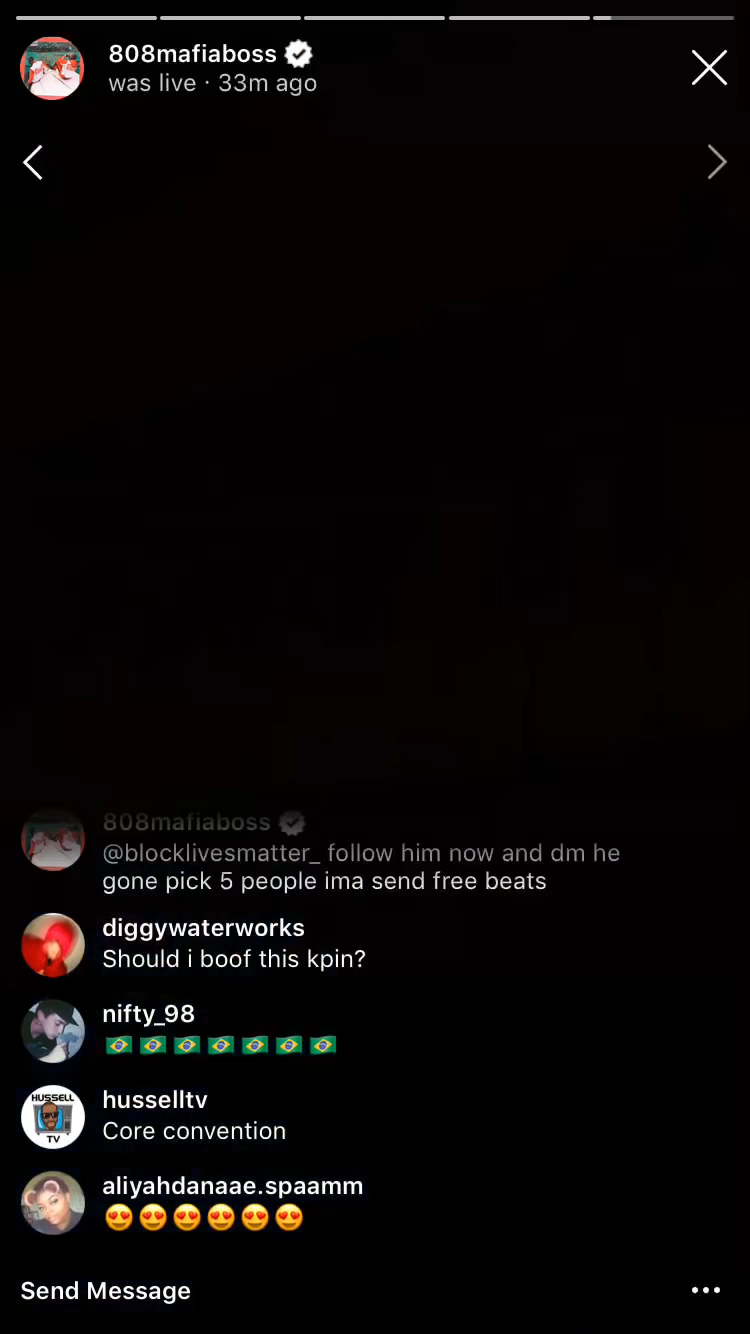 808mafiaboss
was live · 33m ago
808mafiaboss
@blocklivesmatter_ follow him now and dm he
gone pick 5 people ima send free beats
diggywaterworks
Should i boof this kpin?
nifty_98
🇧🇷🇧🇷🇧🇷🇧🇷🇧🇷🇧🇷🇧🇷
HUSSELL
TV
husselltv
Core convention
aliyahdanaae.spaamm
😍😍😍😍😍😍
Send Message